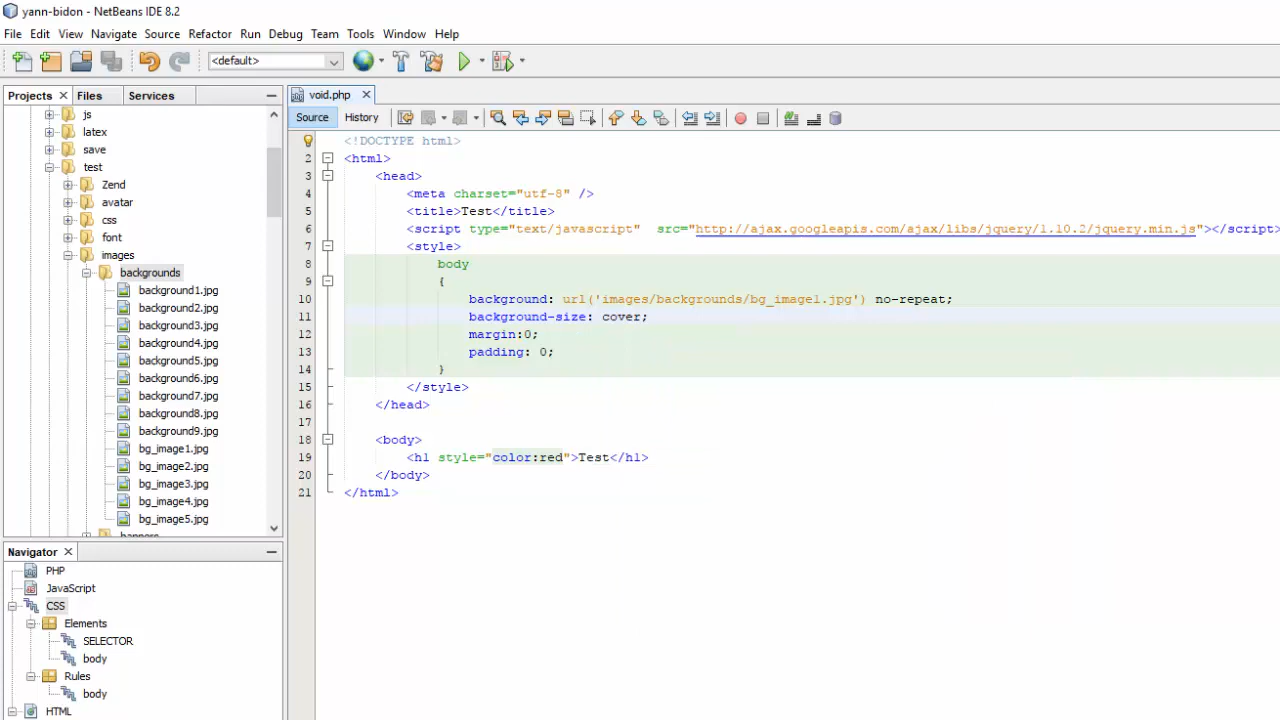 yann-bidon - NetBeans IDE 8.2
File Edit View Navigate Source Refactor Run Debug Team Tools Window Help
<default>
Projects Files Services
js
latex
save
test
Zend
avatar
css
font
images
backgrounds
background1.jpg
background2.jpg
background3.jpg
background4.jpg
background5.jpg
background6.jpg
background7.jpg
background8.jpg
background9.jpg
bg_image1.jpg
bg_image2.jpg
bg_image3.jpg
bg_image4.jpg
bg_image5.jpg
Navigator
PHP
JavaScript
CSS
Elements
SELECTOR
body
Rules
body
HTML
void.php
Source History
<!DOCTYPE html>
2 <html>
3 <head>
4 <meta charset="utf-8" />
5 <title>Test</title>
6 <script type="text/javascript" src="http://ajax.googleapis.com/ajax/libs/jquery/1.10.2/jquery.min.js"></script>
7 <style>
8 body
9 {
10 background: url('images/backgrounds/bg_image1.jpg') no-repeat;
11 background-size: cover;
12 margin:0;
13 padding: 0;
14 }
15 </style>
16 </head>
17
18 <body>
19 <h1 style="color:red">Test</h1>
20 </body>
21 </html>